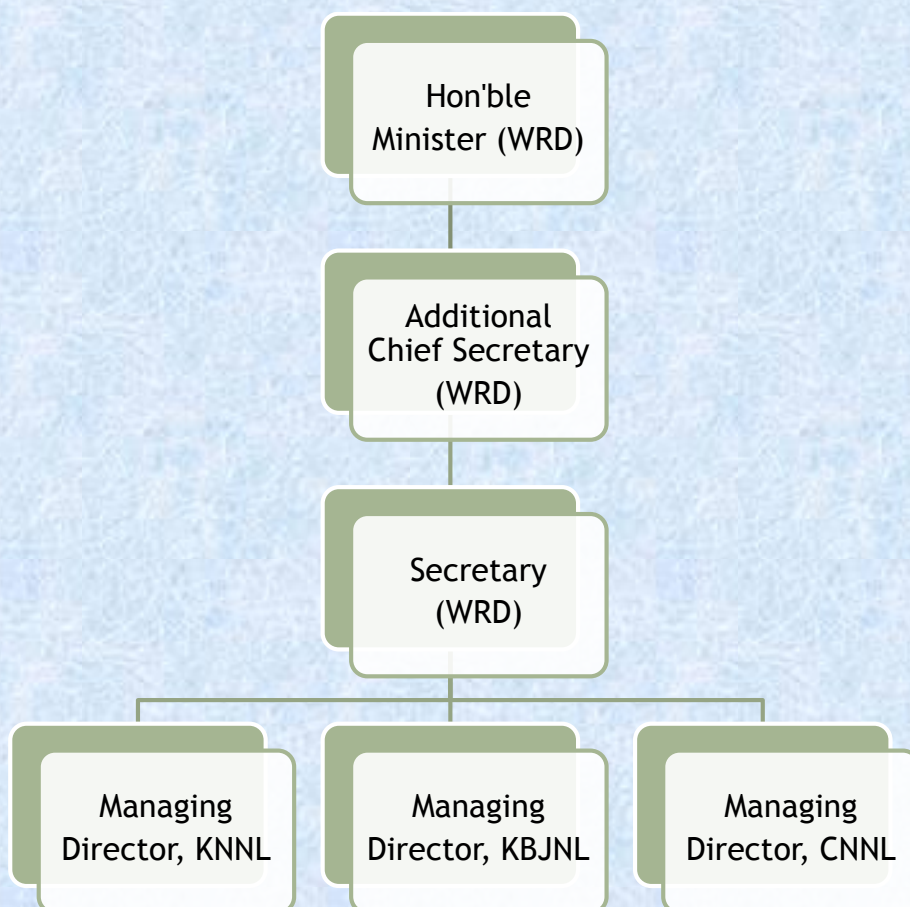 Hon'ble
Minister (WRD)
Additional
Chief Secretary
(WRD)
Secretary
(WRD)
Managing
Director, KNNL
Managing
Director, KBJNL
Managing
Director, CNNL